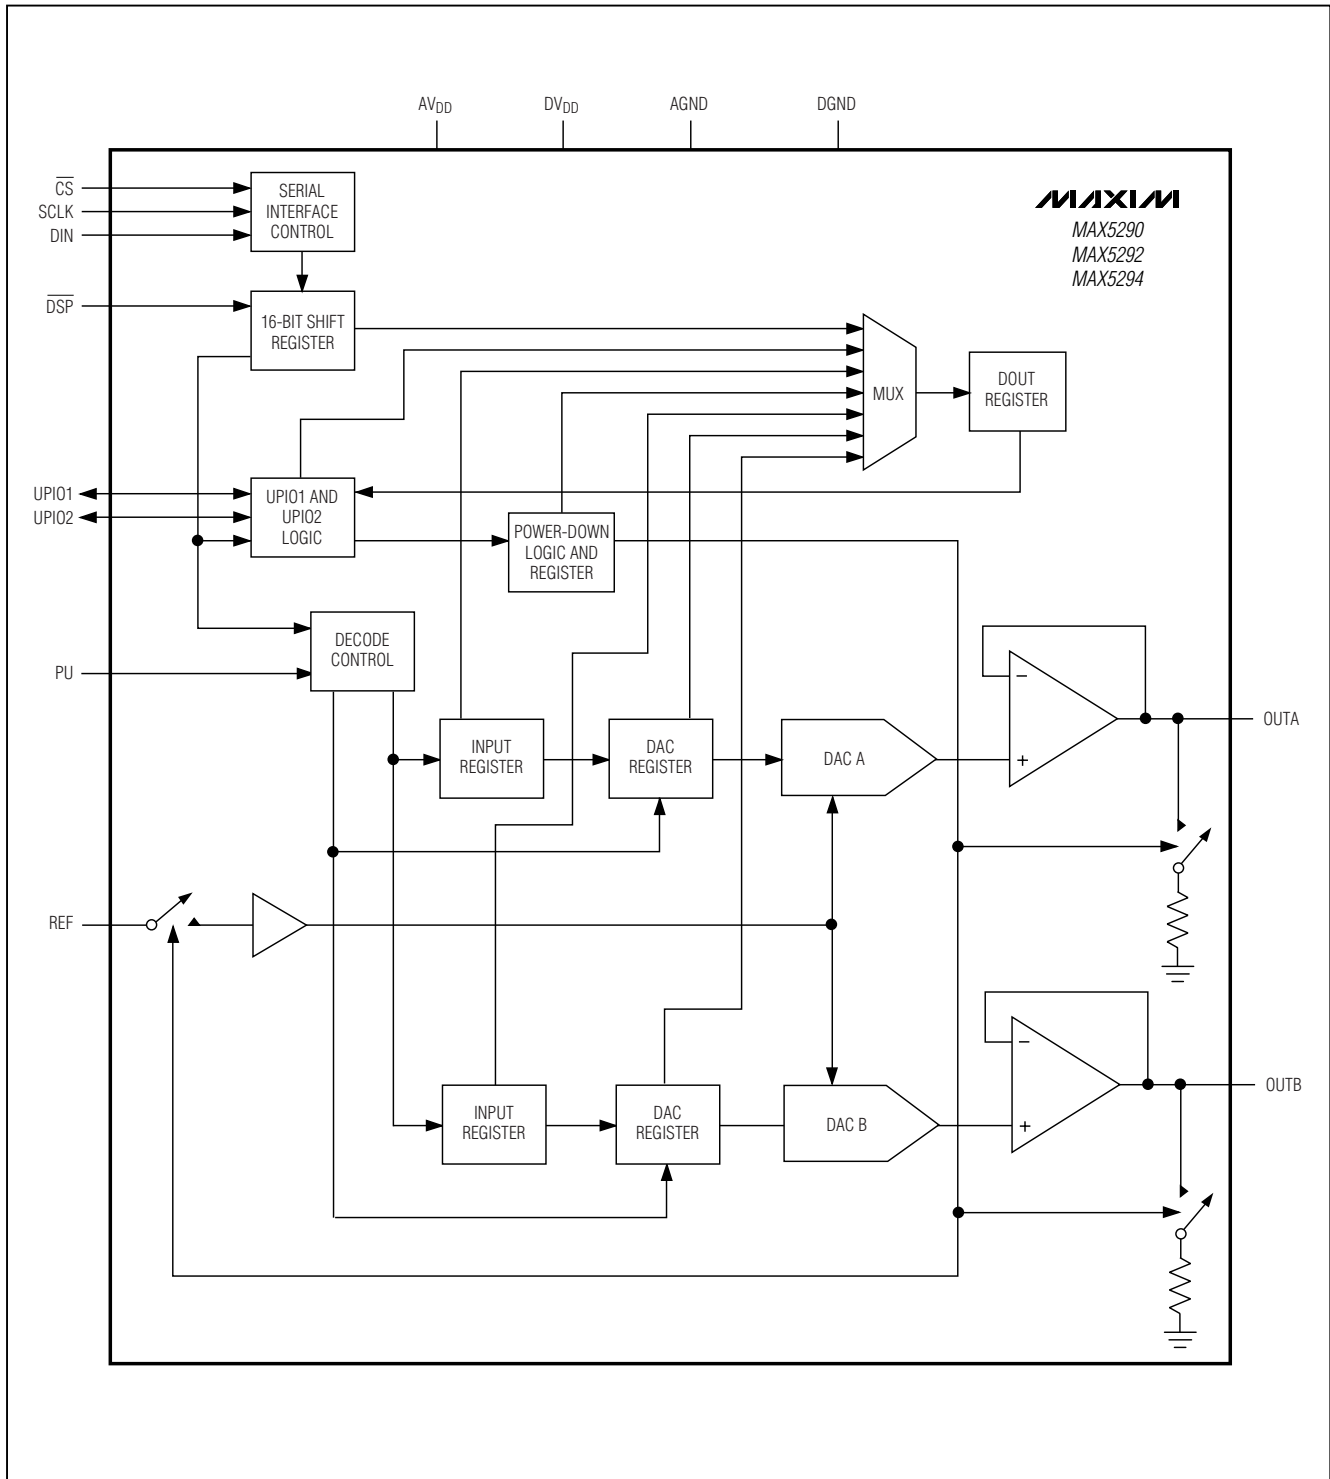 AVDD
DVDD
AGND
DGND
CS
SCLK
DIN
SERIAL
INTERFACE
CONTROL
MAXIM
MAX5290
MAX5292
MAX5294
DSP
16-BIT SHIFT
REGISTER
MUX
DOUT
REGISTER
UPIO1
UPIO2
UPIO1 AND
UPIO2
LOGIC
POWER-DOWN
LOGIC AND
REGISTER
PU
DECODE
CONTROL
INPUT
REGISTER
DAC
REGISTER
DAC A
−
+
OUTA
REF
INPUT
REGISTER
DAC
REGISTER
DAC B
−
+
OUTB